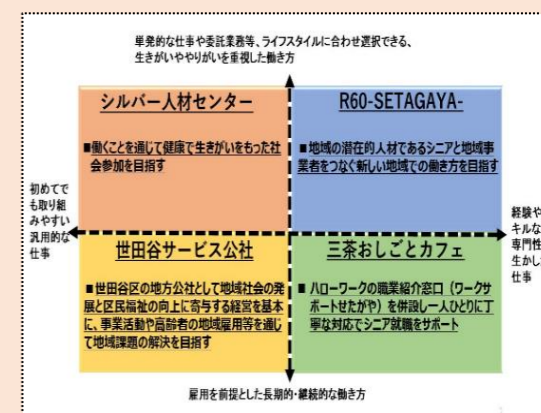 単発的な仕事や委託業務等、ライフスタイルに合わせ選択できる、
生きがいややりがいを重視した働き方
シルバー人材センター
■働くことを通じて健康で生きがいをもった社
会参加を目指す
R60-SETAGAYA-
■地域の潜在的人材であるシニアと地域事
業者をつなぐ新しい地域での働き方を目指す
初めてで
も取り組
みやすい
汎用的な
仕事
経験や
キルな
専門性
生かした
仕事
世田谷サービス公社
■世田谷区の地方公社として地域社会の発
展と区民福祉の向上に寄与する経営を基本
に、事業活動や高齢者の地域雇用等を通じ
て地域課題の解決を目指す
三茶おしごとカフェ
■ハローワークの職業紹介窓口（ワークサ
ポートせたがや）を併設し一人ひとりに丁
寧な対応でシニア就職をサポート
雇用を前提とした長期的・継続的な働き方